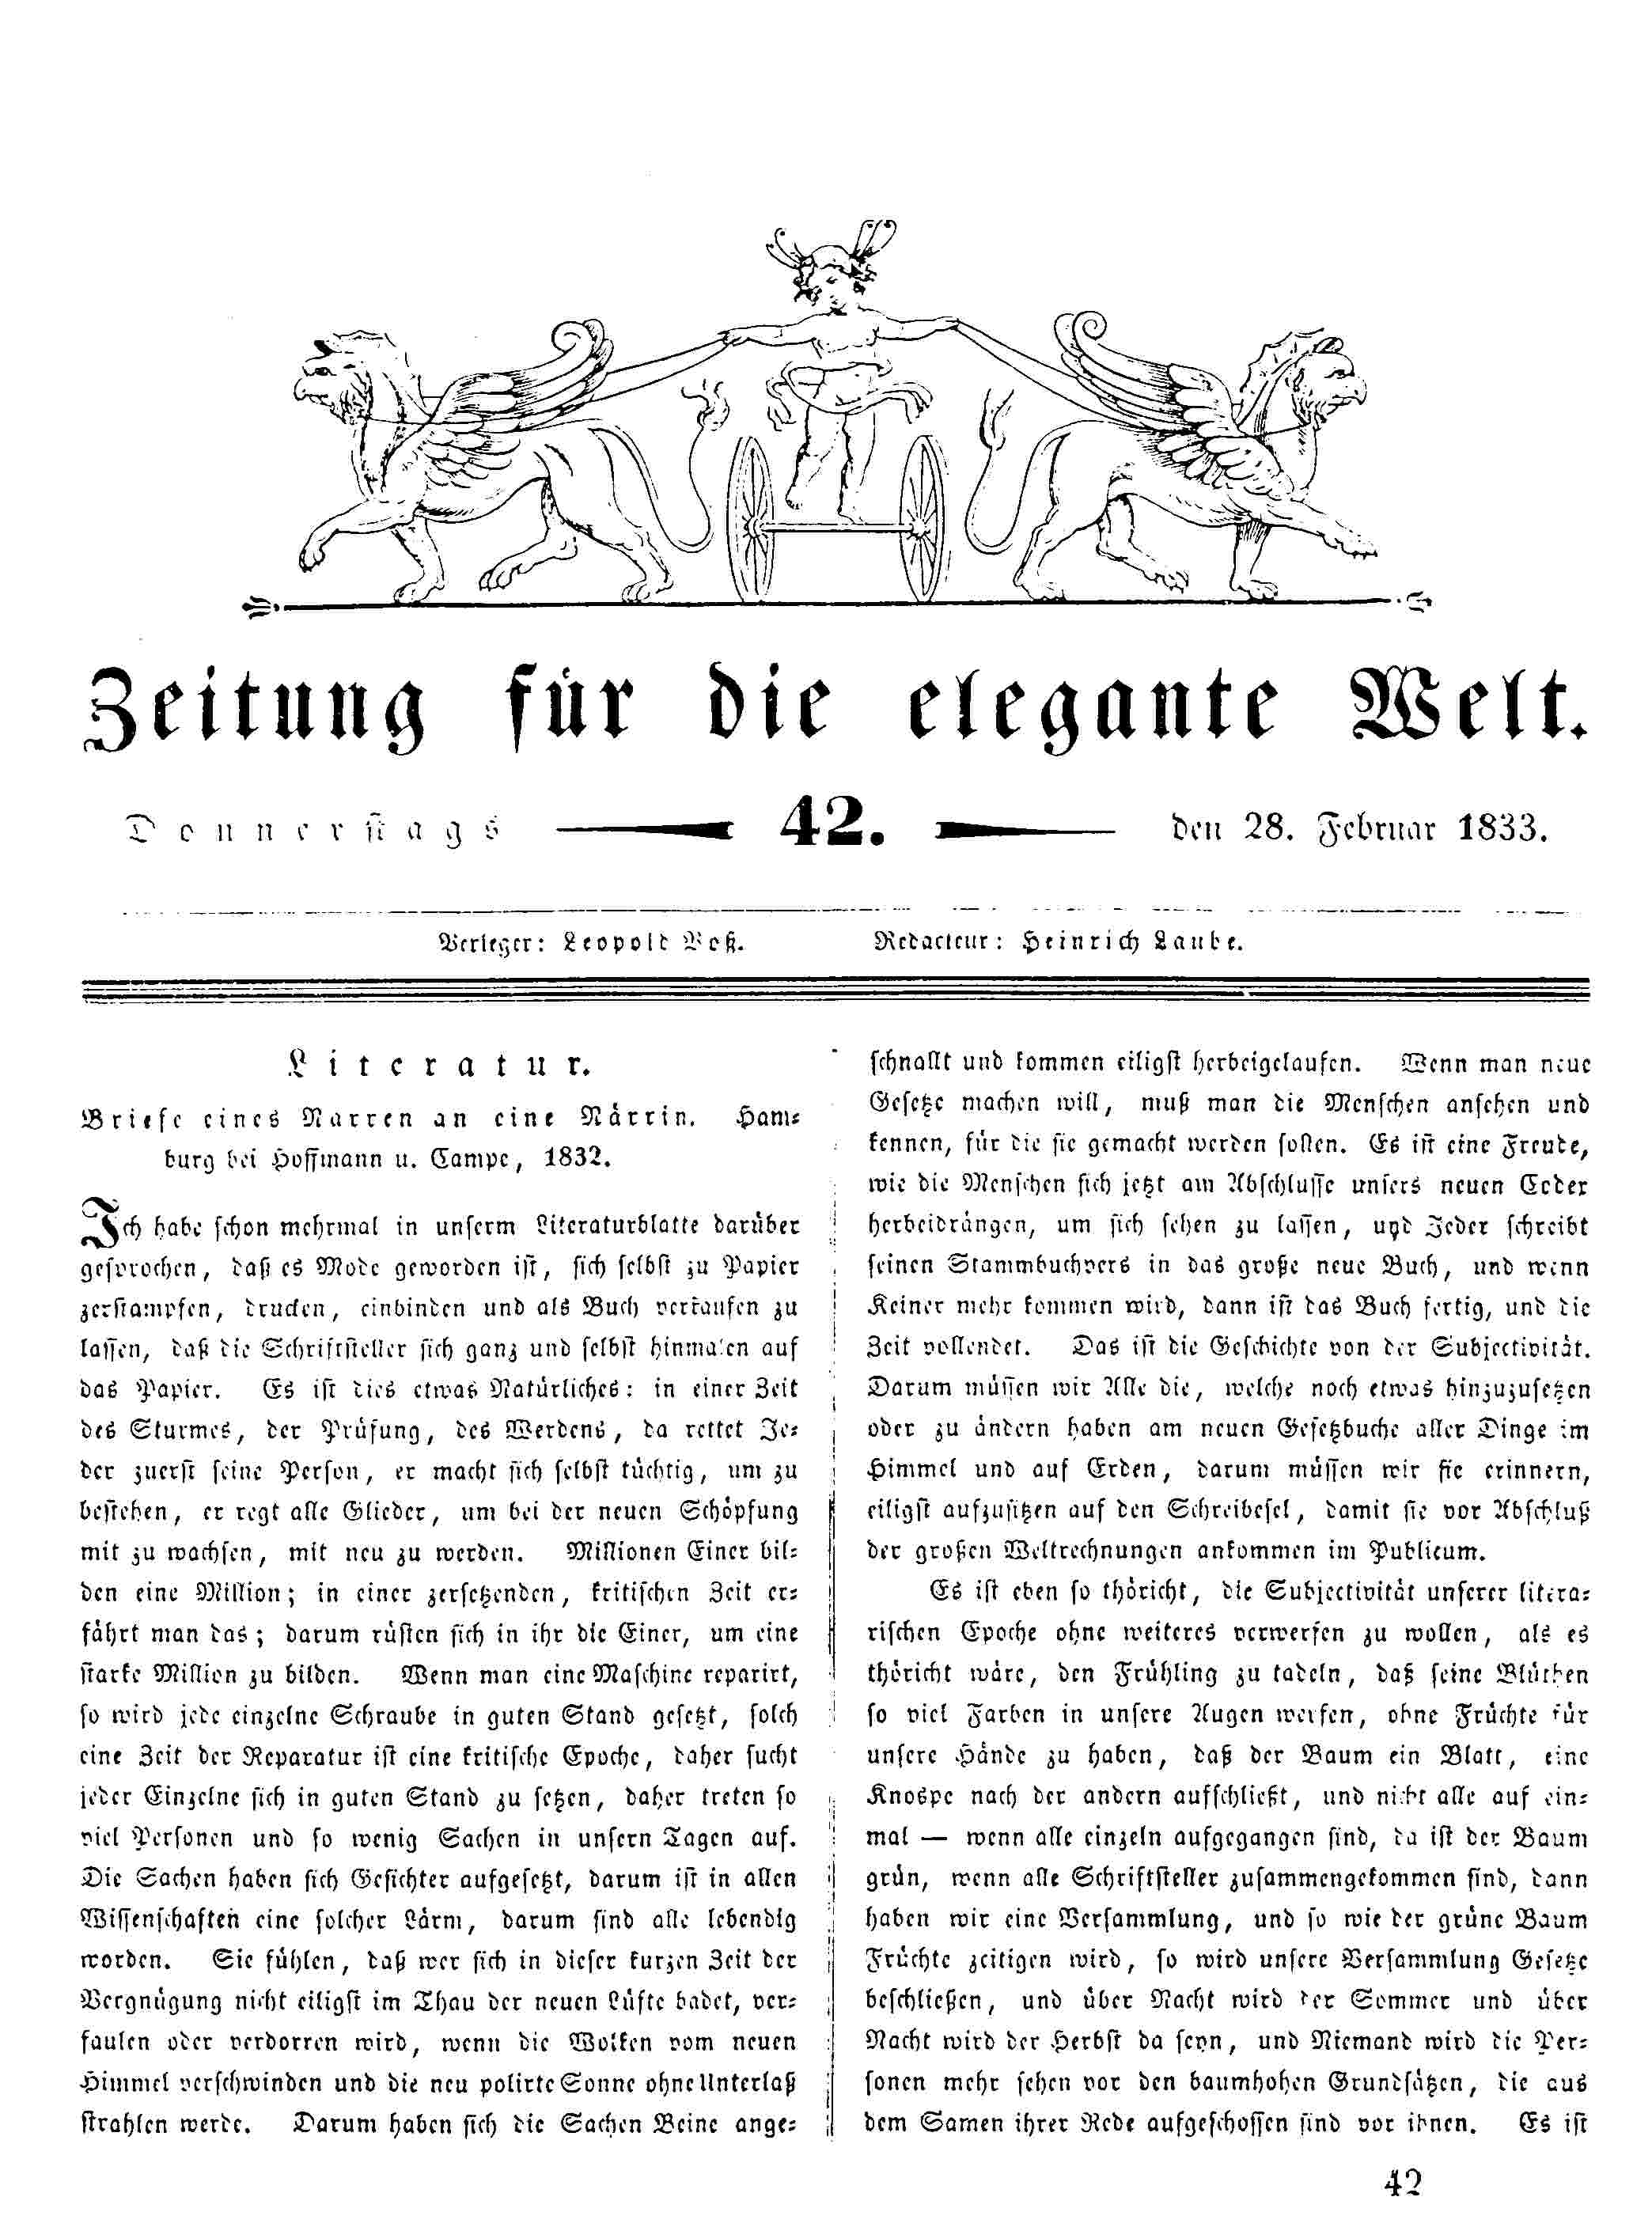 Zeitung für die elegante Welt.
Donnerstags 42. den 28. Februar 1833.
Verleger: Leopold Voß. Redacteur: Heinrich Laube.
Literatur.
Briefe eines Narren an eine Närrin. Ham⸗
burg bei Hoffmann u. Campe, 1832.
Ich habe schon mehrmal in unserm Literaturblatte darüber
gesprochen, daß es Mode geworden ist, sich selbst zu Papier
zerstampfen, drucken, einbinden und als Buch verkaufen zu
lassen, daß die Schriftsteller sich ganz und selbst hinmalen auf
das Papier. Es ist dies etwas Natürliches: in einer Zeit
des Sturmes, der Prüfung, des Werdens, da rettet Je⸗
der zuerst seine Person, er macht sich selbst tüchtig, um zu
bestehen, er regt alle Glieder, um bei der neuen Schöpfung
mit zu wachsen, mit neu zu werden. Millionen Einer bil⸗
den eine Million; in einer zersetzenden, kritischen Zeit er⸗
fährt man das; darum rüsten sich in ihr die Einer, um eine
starke Million zu bilden. Wenn man eine Maschine reparirt,
so wird jede einzelne Schraube in guten Stand gesetzt, solch
eine Zeit der Reparatur ist eine kritische Epoche, daher sucht
jeder Einzelne sich in guten Stand zu setzen, daher treten so
viel Personen und so wenig Sachen in unsern Tagen auf.
Die Sachen haben sich Gesichter aufgesetzt, darum ist in allen
Wissenschaften eine solcher Lärm, darum sind alle lebendig
worden. Sie fühlen, daß wer sich in dieser kurzen Zeit der
Vergnügung nicht eiligst im Thau der neuen Lüfte badet, ver⸗
faulen oder verdorren wird, wenn die Wolken vom neuen
Himmel verschwinden und die neu polirte Sonne ohne Unterlaß
strahlen werde. Darum haben sich die Sachen Beine ange⸗
schnallt und kommen eiligst herbeigelaufen. Wenn man neue
Gesetze machen will, muß man die Menschen ansehen und
kennen, für die sie gemacht werden sollen. Es ist eine Freude,
wie die Menschen sich jetzt am Abschlusse unsers neuen Coder
herbeidrängen, um sich sehen zu lassen, und Jeder schreibt
seinen Stammbuchvers in das große neue Buch, und wenn
Keiner mehr kommen wird, dann ist das Buch fertig, und die
Zeit vollendet. Das ist die Geschichte von der Subjectivität.
Darum müssen wir Alle die, welche noch etwas hinzuzusetzen
oder zu ändern haben am neuen Gesetzbuche aller Dinge im
Himmel und auf Erden, darum müssen wir sie erinnern,
eiligst aufzusitzen auf den Schreibesel, damit sie vor Abschluß
der großen Weltrechnungen ankommen im Publicum.
Es ist eben so thöricht, die Subjectivität unserer litera⸗
rischen Epoche ohne weiteres verwerfen zu wollen, als es
thöricht wäre, den Frühling zu tadeln, daß seine Blüthen
so viel Farben in unsere Augen werfen, ohne Früchte für
unsere Hände zu haben, daß der Baum ein Blatt, eine
Knospe nach der andern aufschließt, und nicht alle auf ein⸗
mal — wenn alle einzeln aufgegangen sind, da ist der Baum
grün, wenn alle Schriftsteller zusammengekommen sind, dann
haben wir eine Versammlung, und so wie der grüne Baum
Früchte zeitigen wird, so wird unsere Versammlung Gesetze
beschließen, und über Nacht wird der Sommer und über
Nacht wird der Herbst da seyn, und Niemand wird die Per⸗
sonen mehr sehen vor den baumhohen Grundsätzen, die aus
dem Samen ihrer Rede aufgeschossen sind vor ihnen. Es ist
42